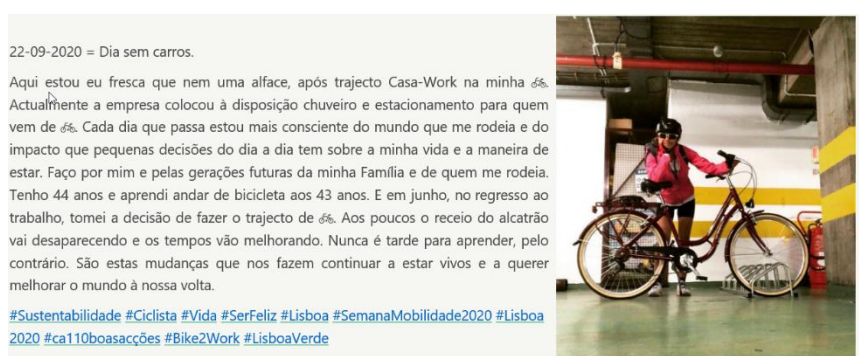 22-09-2020 = Dia sem carros.
Aqui estou eu fresca que nem uma alface, após trajecto Casa-Work na minha 🚲.
Actualmente a empresa colocou à disposição chuveiro e estacionamento para quem
vem de 🚲. Cada dia que passa estou mais consciente do mundo que me rodeia e do
impacto que pequenas decisões do dia a dia tem sobre a minha vida e a maneira de
estar. Faço por mim e pelas gerações futuras da minha Família e de quem me rodeia.
Tenho 44 anos e aprendi andar de bicicleta aos 43 anos. E em junho, no regresso ao
trabalho, tomei a decisão de fazer o trajecto de 🚲. Aos poucos o receio do alcatrão
vai desaparecendo e os tempos vão melhorando. Nunca é tarde para aprender, pelo
contrário. São estas mudanças que nos fazem continuar a estar vivos e a querer
melhorar o mundo à nossa volta.
#Sustentabilidade #Ciclista #Vida #SerFeliz #Lisboa #SemanaMobilidade2020 #Lisboa
2020 #ca110boasacções #Bike2Work #LisboaVerde